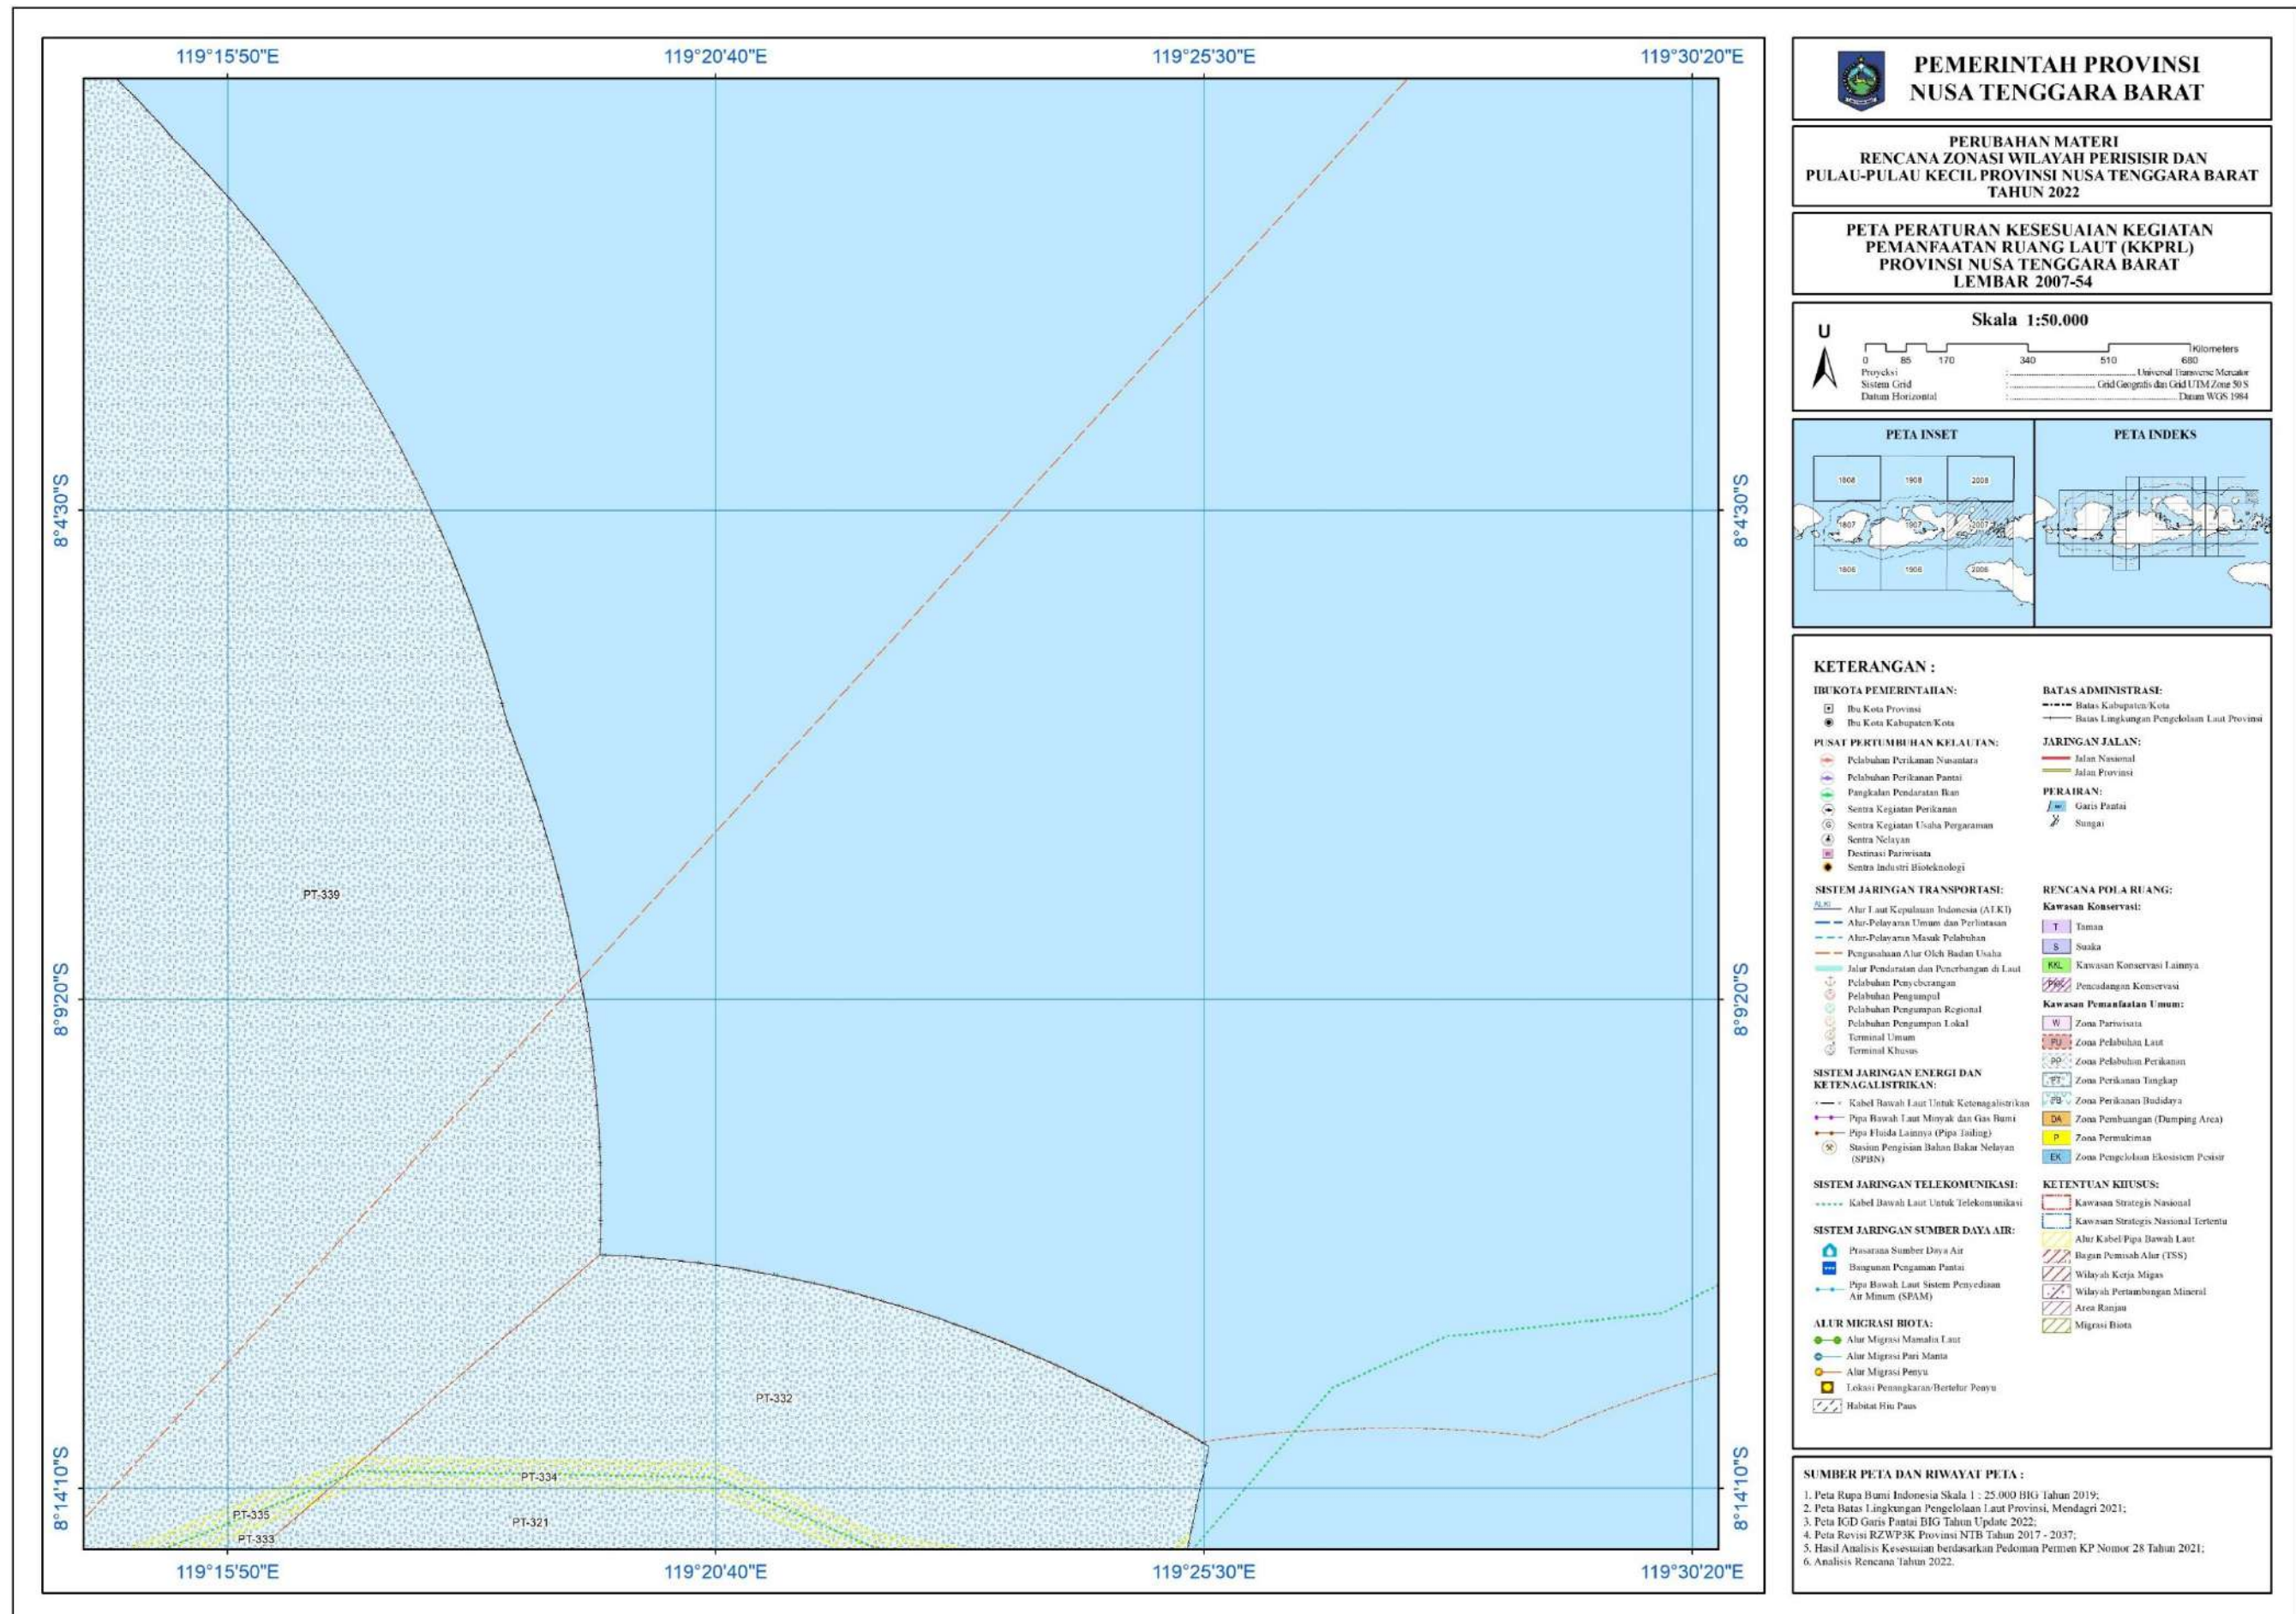 119°15'50"E
119°20'40"E
119°25'30"E
119°30'20"E
8°4'30"S
8°4'30"S
PT-339
8°9'20"S
8°9'20"S
PT-332
8°14'10"S
8°14'10"S
PT-334
PT-335
PT-321
PT-333
119°15'50"E
119°20'40"E
119°25'30"E
119°30'20"E
PEMERINTAH PROVINSI
NUSA TENGGARA BARAT
PERUBAHAN MATERI
RENCANA ZONASI WILAYAH PERISISIR DAN
PULAU-PULAU KECIL PROVINSI NUSA TENGGARA BARAT
TAHUN 2022
PETA PERATURAN KESESUAIAN KEGIATAN
PEMANFAATAN RUANG LAUT (KKPRL)
PROVINSI NUSA TENGGARA BARAT
LEMBAR 2007-54
U
Skala 1:50.000
Kilometers
0 85 170 340 510 680
Proyeksi : Universal Transverse Mercator
Sistem Grid : Grid Geografis dan Grid UTM Zone 50 S
Datum Horizontal : Datum WGS 1984
PETA INSET
1808 1908 2008
1807 1907 2007
1806 1906 2006
PETA INDEKS
KETERANGAN :
IBUKOTA PEMERINTAHAN:
Ibu Kota Provinsi
Ibu Kota Kabupaten/Kota
PUSAT PERTUMBUHAN KELAUTAN:
Pelabuhan Perikanan Nusantara
Pelabuhan Perikanan Pantai
Pangkalan Pendaratan Ikan
Sentra Kegiatan Perikanan
G Sentra Kegiatan Usaha Pergaraman
Sentra Nelayan
Destinasi Pariwisata
Sentra Industri Bioteknologi
SISTEM JARINGAN TRANSPORTASI:
ALKI Alur Laut Kepulauan Indonesia (ALKI)
Alur-Pelayaran Umum dan Perlintasan
Alur-Pelayaran Masuk Pelabuhan
Pengusahaan Alur Oleh Badan Usaha
Jalur Pendaratan dan Penerbangan di Laut
Pelabuhan Penyeberangan
Pelabuhan Pengumpul
Pelabuhan Pengumpan Regional
Pelabuhan Pengumpan Lokal
Terminal Umum
Terminal Khusus
SISTEM JARINGAN ENERGI DAN
KETENAGALISTRIKAN:
Kabel Bawah Laut Untuk Ketenagalistrikan
Pipa Bawah Laut Minyak dan Gas Bumi
Pipa Fluida Lainnya (Pipa Tailing)
Stasiun Pengisian Bahan Bakar Nelayan
(SPBN)
SISTEM JARINGAN TELEKOMUNIKASI:
Kabel Bawah Laut Untuk Telekomunikasi
SISTEM JARINGAN SUMBER DAYA AIR:
Prasarana Sumber Daya Air
Bangunan Pengaman Pantai
Pipa Bawah Laut Sistem Penyediaan
Air Minum (SPAM)
ALUR MIGRASI BIOTA:
Alur Migrasi Mamalia Laut
Alur Migrasi Pari Manta
Alur Migrasi Penyu
Lokasi Penangkaran/Bertelur Penyu
Habitat Hiu Paus
BATAS ADMINISTRASI:
Batas Kabupaten/Kota
Batas Lingkungan Pengelolaan Laut Provinsi
JARINGAN JALAN:
Jalan Nasional
Jalan Provinsi
PERAIRAN:
Garis Pantai
Sungai
RENCANA POLA RUANG:
Kawasan Konservasi:
T Taman
S Suaka
KKL Kawasan Konservasi Lainnya
PKK Pencadangan Konservasi
Kawasan Pemanfaatan Umum:
W Zona Pariwisata
PU Zona Pelabuhan Laut
PP Zona Pelabuhan Perikanan
PT Zona Perikanan Tangkap
PB Zona Perikanan Budidaya
DA Zona Pembuangan (Dumping Area)
P Zona Permukiman
EK Zona Pengelolaan Ekosistem Pesisir
KETENTUAN KHUSUS:
Kawasan Strategis Nasional
Kawasan Strategis Nasional Tertentu
Alur Kabel/Pipa Bawah Laut
Bagan Pemisah Alur (TSS)
Wilayah Kerja Migas
Wilayah Pertambangan Mineral
Area Ranjau
Migrasi Biota
SUMBER PETA DAN RIWAYAT PETA :
1. Peta Rupa Bumi Indonesia Skala 1 : 25.000 BIG Tahun 2019;
2. Peta Batas Lingkungan Pengelolaan Laut Provinsi, Mendagri 2021;
3. Peta IGD Garis Pantai BIG Tahun Update 2022;
4. Peta Revisi RZWP3K Provinsi NTB Tahun 2017 - 2037;
5. Hasil Analisis Kesesuaian berdasarkan Pedoman Permen KP Nomor 28 Tahun 2021;
6. Analisis Rencana Tahun 2022.